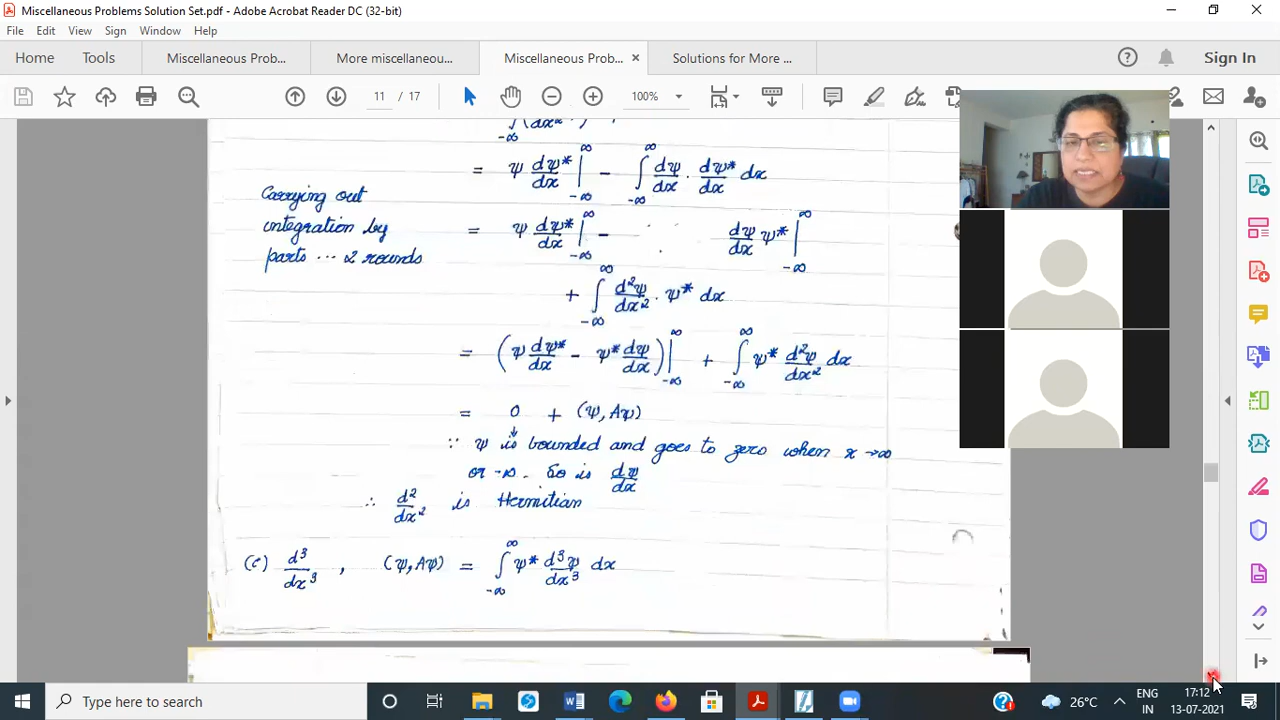 Miscellaneous Problems Solution Set.pdf - Adobe Acrobat Reader DC (32-bit)
File Edit View Sign Window Help
Home Tools Miscellaneous Prob... More miscellannu... Miscellaneous Prob... × Solutions for More ... Sign In
11 / 17 100%
= ψ dψ*/dx |_{-∞}^{∞} - ∫_{-∞}^{∞} dψ/dx · dψ*/dx dx
Carrying out
integration by
parts ... 2 rounds
= ψ dψ*/dx |_{-∞}^{∞} - dψ/dx ψ* |_{-∞}^{∞}
+ ∫_{-∞}^{∞} d²ψ/dx² · ψ* dx
= (ψ dψ*/dx - ψ* dψ/dx) |_{-∞}^{∞} + ∫_{-∞}^{∞} ψ* d²ψ/dx² dx
= 0 + (ψ, Aψ)
∵ ψ is bounded and goes to zero when x → ∞
or -∞. So is dψ/dx
∴ d²/dx² is Hermitian
(c) d³/dx³ , (ψ, Aψ) = ∫_{-∞}^{∞} ψ* d³ψ/dx³ dx
Type here to search
26°C
ENG
IN
17:12
13-07-2021